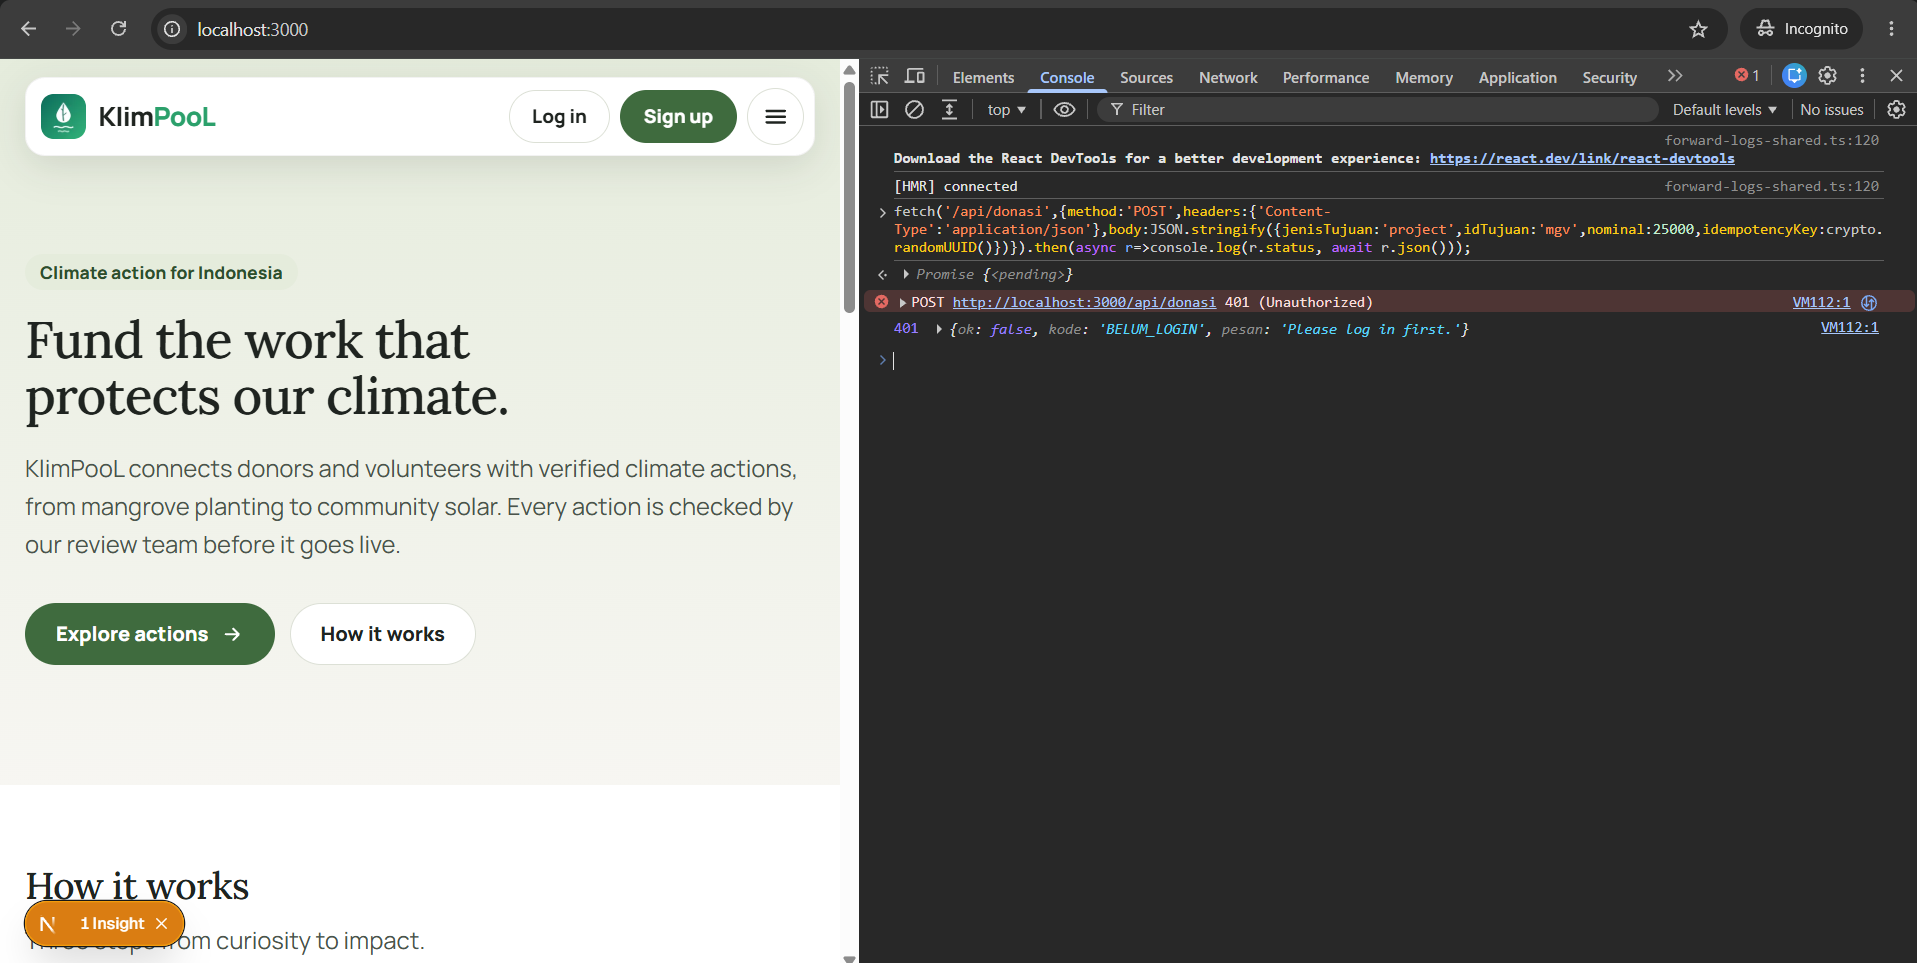 localhost:3000
Incognito
KlimPooL
Log in
Sign up
Climate action for Indonesia
Fund the work that
protects our climate.
KlimPooL connects donors and volunteers with verified climate actions,
from mangrove planting to community solar. Every action is checked by
our review team before it goes live.
Explore actions →
How it works
How it works
1 Insight
from curiosity to impact.
Elements Console Sources Network Performance Memory Application Security 1
top Filter Default levels No issues
forward-logs-shared.ts:120
Download the React DevTools for a better development experience: https://react.dev/link/react-devtools
[HMR] connected forward-logs-shared.ts:120
fetch('/api/donasi',{method:'POST',headers:{'Content-
Type':'application/json'},body:JSON.stringify({jenisTujuan:'project',idTujuan:'mgv',nominal:25000,idempotencyKey:crypto.
randomUUID()})}).then(async r=>console.log(r.status, await r.json()));
Promise {<pending>}
POST http://localhost:3000/api/donasi 401 (Unauthorized) VM112:1
401 {ok: false, kode: 'BELUM_LOGIN', pesan: 'Please log in first.'} VM112:1